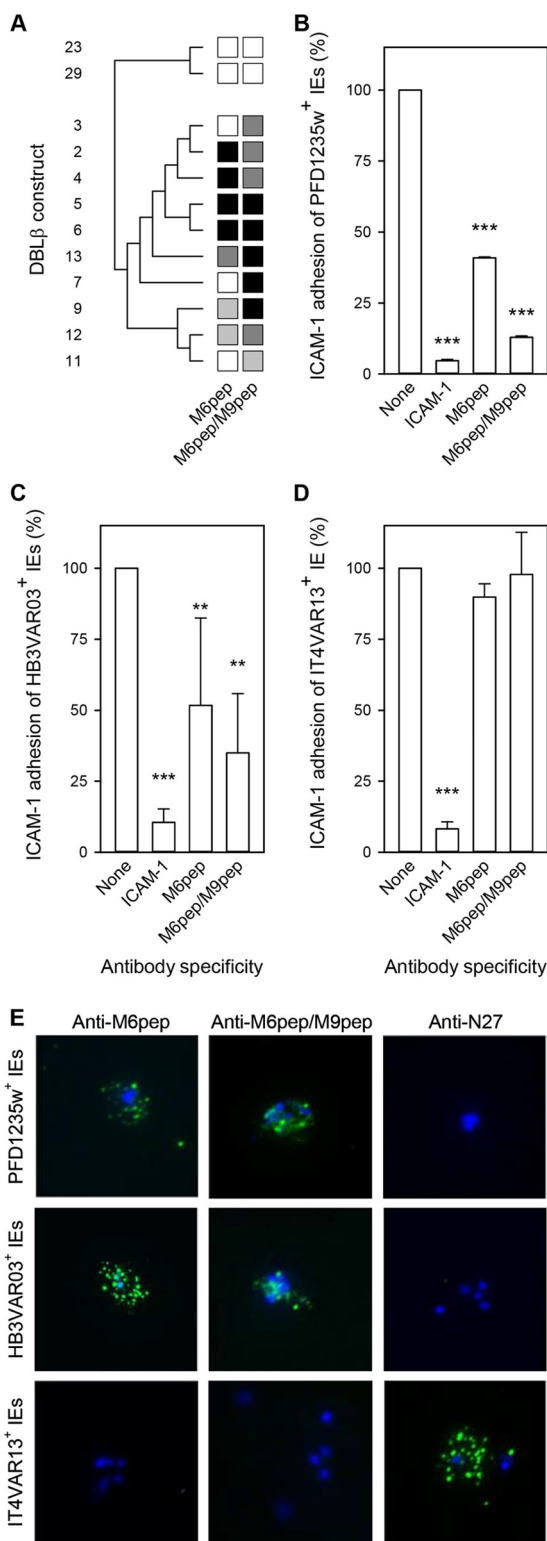 A
23
29
3
2
4
5
6
13
7
9
12
11
DBLβ construct
M6pep
M6pep/M9pep
B
ICAM-1 adhesion of PFD1235w+ IEs (%)
100
75
50
25
0
***
***
***
None
ICAM-1
M6pep
M6pep/M9pep
C
ICAM-1 adhesion of HB3VAR03+ IEs (%)
100
75
50
25
0
***
**
**
None
ICAM-1
M6pep
M6pep/M9pep
Antibody specificity
D
ICAM-1 adhesion of IT4VAR13+ IE (%)
100
75
50
25
0
***
None
ICAM-1
M6pep
M6pep/M9pep
Antibody specificity
E
Anti-M6pep
Anti-M6pep/M9pep
Anti-N27
PFD1235w+ IEs
HB3VAR03+ IEs
IT4VAR13+ IEs